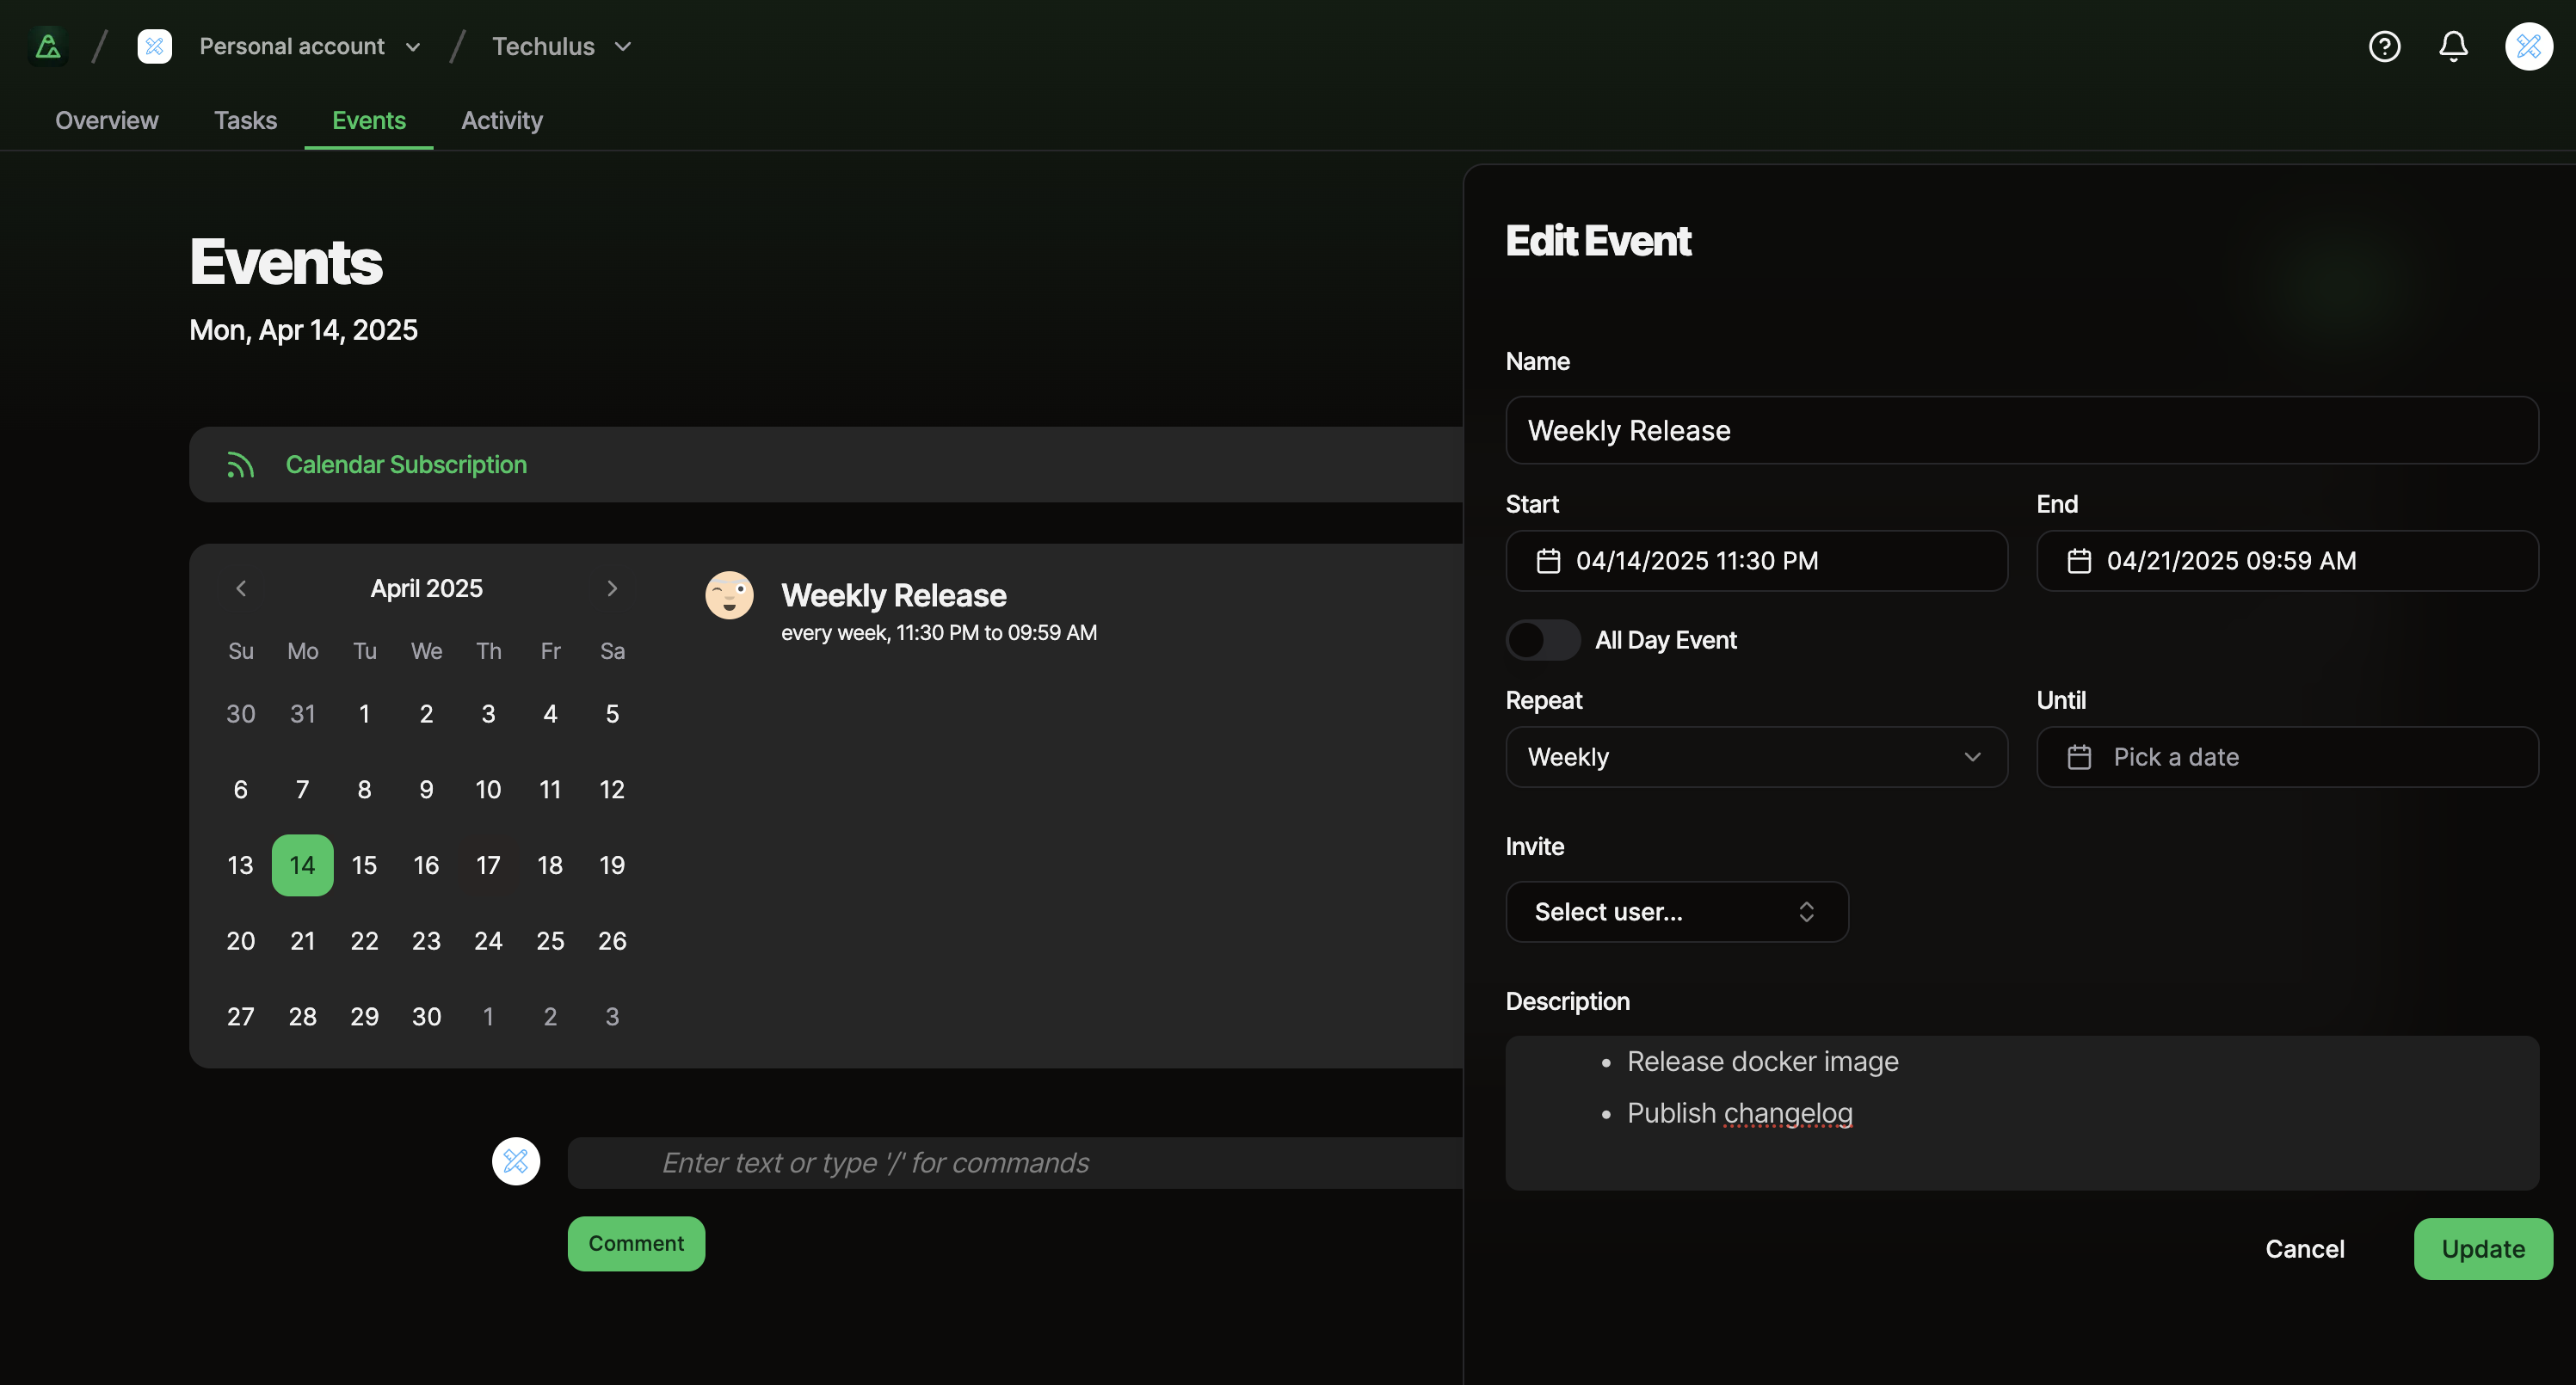 Personal account
Techulus
Overview
Tasks
Events
Activity
Events
Mon, Apr 14, 2025
Calendar Subscription
April 2025
Su Mo Tu We Th Fr Sa
30 31 1 2 3 4 5
6 7 8 9 10 11 12
13 14 15 16 17 18 19
20 21 22 23 24 25 26
27 28 29 30 1 2 3
Weekly Release
every week, 11:30 PM to 09:59 AM
Enter text or type '/' for commands
Comment
Edit Event
Name
Weekly Release
Start
04/14/2025 11:30 PM
End
04/21/2025 09:59 AM
All Day Event
Repeat
Weekly
Until
Pick a date
Invite
Select user...
Description
• Release docker image
• Publish changelog
Cancel
Update